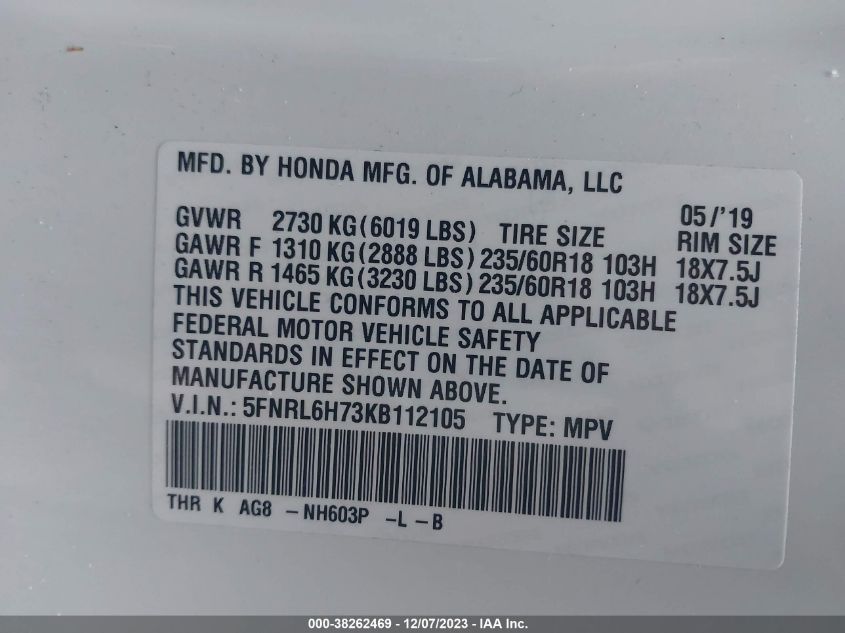 MFD. BY HONDA MFG. OF ALABAMA, LLC
05/'19
GVWR 2730 KG (6019 LBS) TIRE SIZE RIM SIZE
GAWR F 1310 KG (2888 LBS) 235/60R18 103H 18X7.5J
GAWR R 1465 KG (3230 LBS) 235/60R18 103H 18X7.5J
THIS VEHICLE CONFORMS TO ALL APPLICABLE
FEDERAL MOTOR VEHICLE SAFETY
STANDARDS IN EFFECT ON THE DATE OF
MANUFACTURE SHOWN ABOVE.
V.I.N.: 5FNRL6H73KB112105 TYPE: MPV
THR K AG8 -NH603P -L -B
000-38262469 - 12/07/2023 - IAA Inc.